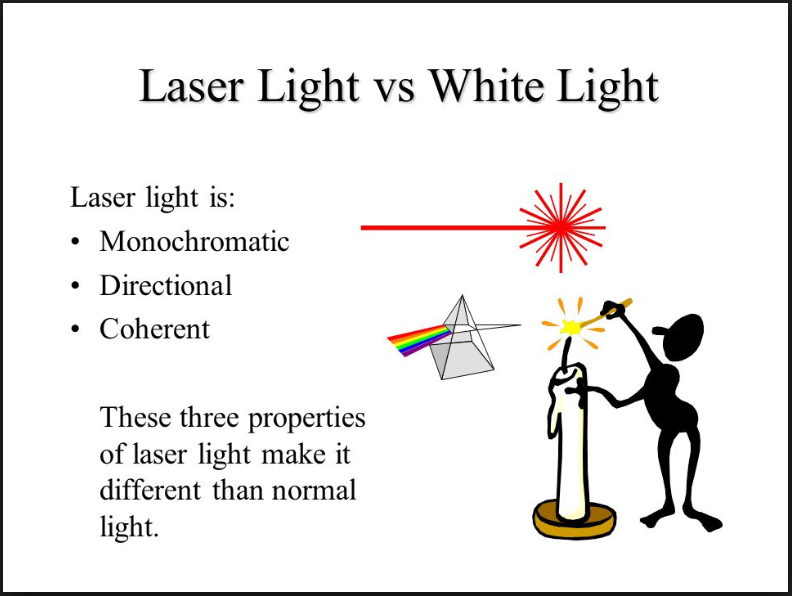 Laser Light vs White Light
Laser light is:
• Monochromatic
• Directional
• Coherent
These three properties
of laser light make it
different than normal
light.